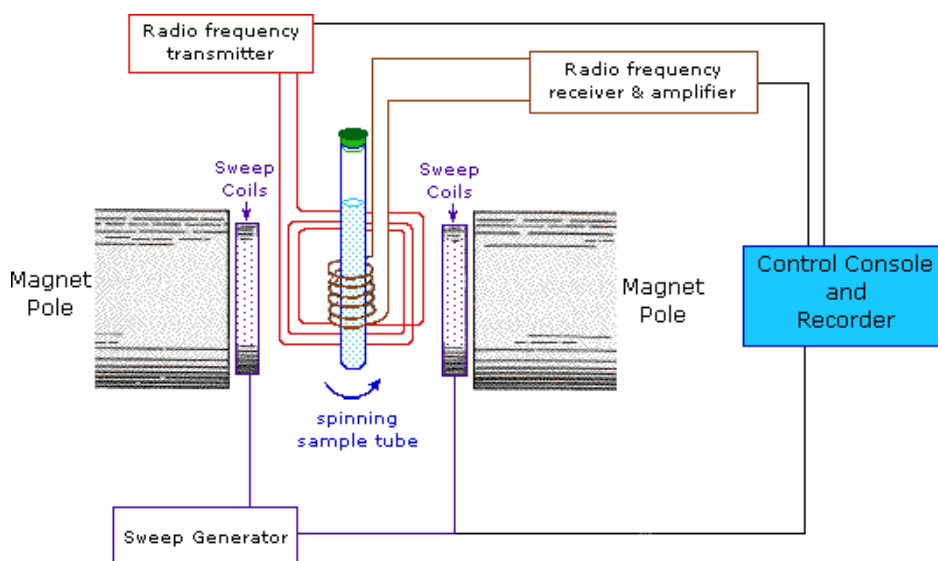 Radio frequency
transmitter
Radio frequency
receiver & amplifier
Sweep
Coils
Sweep
Coils
Magnet
Pole
Magnet
Pole
Control Console
and
Recorder
spinning
sample tube
Sweep Generator